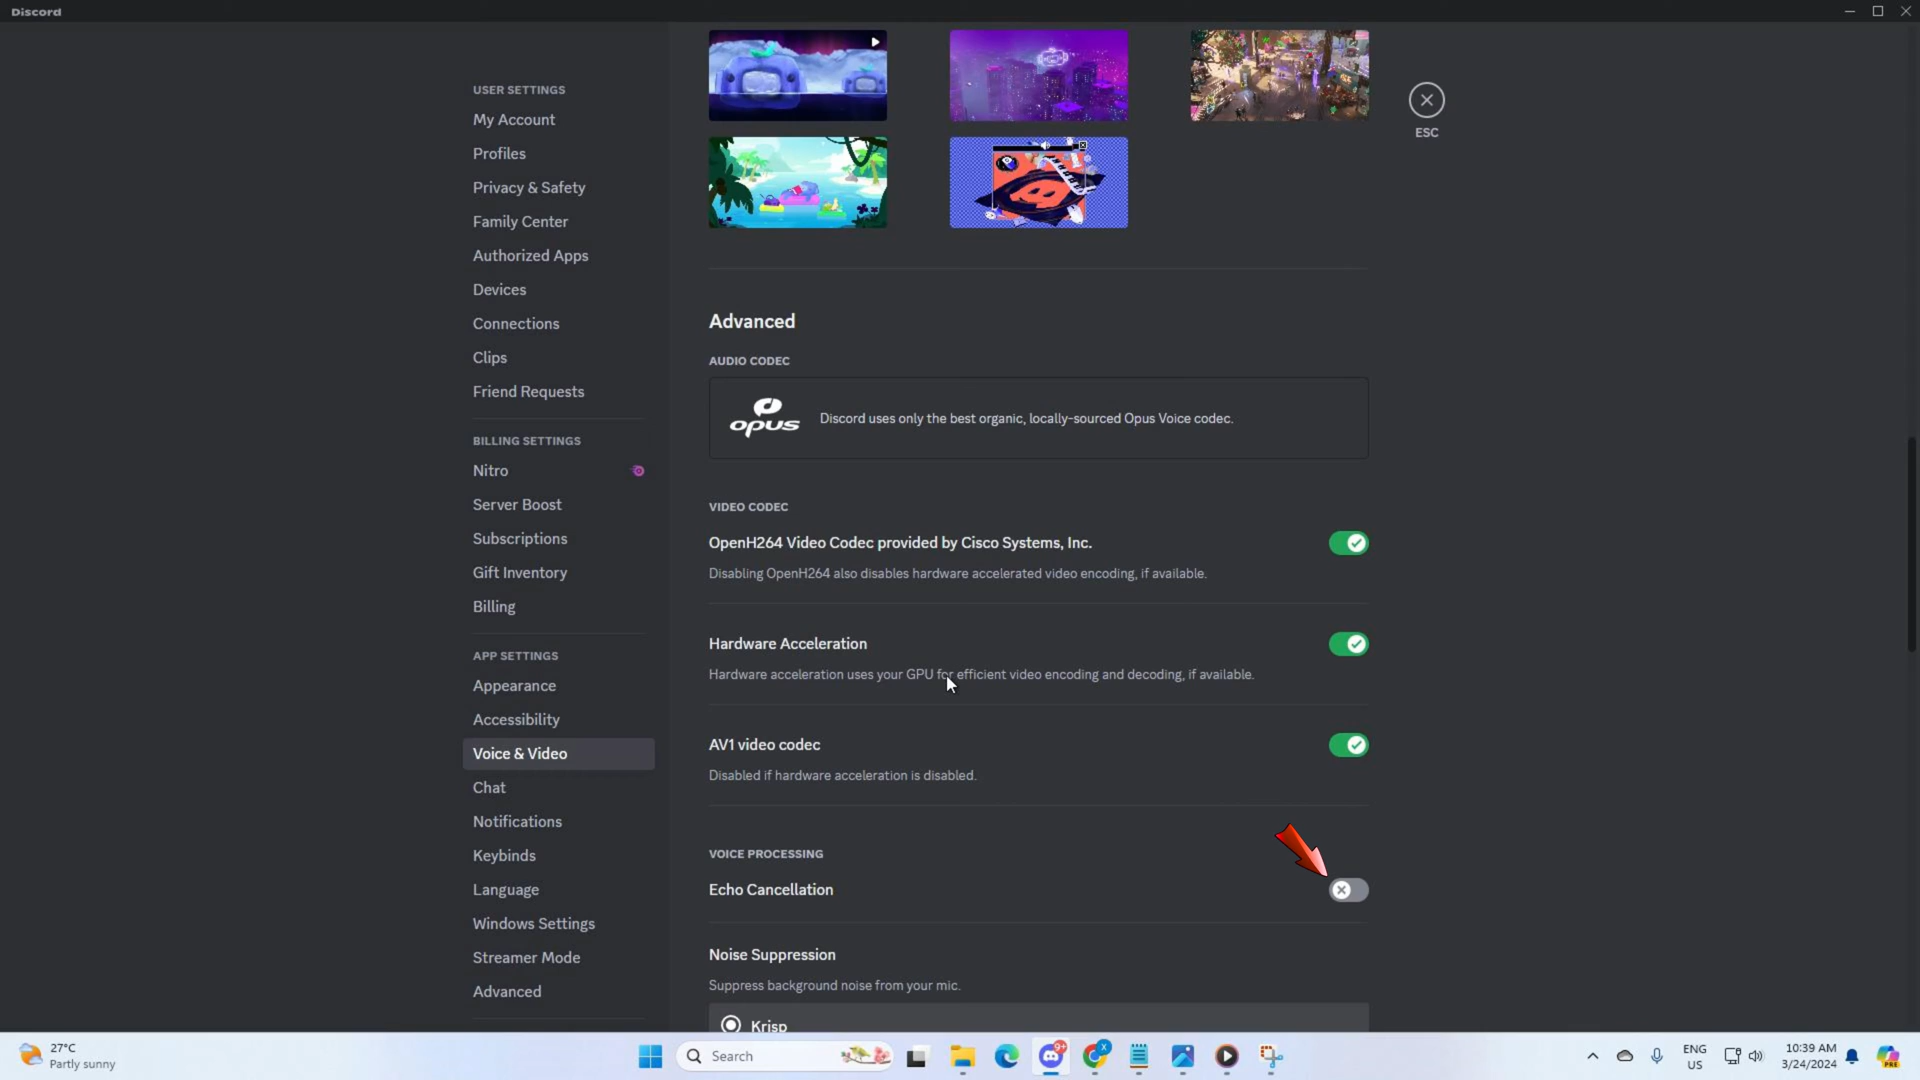 Discord
USER SETTINGS
My Account
Profiles
Privacy & Safety
Family Center
Authorized Apps
Devices
Connections
Clips
Friend Requests
BILLING SETTINGS
Nitro
Server Boost
Subscriptions
Gift Inventory
Billing
APP SETTINGS
Appearance
Accessibility
Voice & Video
Chat
Notifications
Keybinds
Language
Windows Settings
Streamer Mode
Advanced
ESC
Advanced
AUDIO CODEC
opus
Discord uses only the best organic, locally-sourced Opus Voice codec.
VIDEO CODEC
OpenH264 Video Codec provided by Cisco Systems, Inc.
Disabling OpenH264 also disables hardware accelerated video encoding, if available.
Hardware Acceleration
Hardware acceleration uses your GPU for efficient video encoding and decoding, if available.
AV1 video codec
Disabled if hardware acceleration is disabled.
VOICE PROCESSING
Echo Cancellation
Noise Suppression
Suppress background noise from your mic.
Krisp
27°C
Partly sunny
Search
9+
X
ENG
US
10:39 AM
3/24/2024
PRE